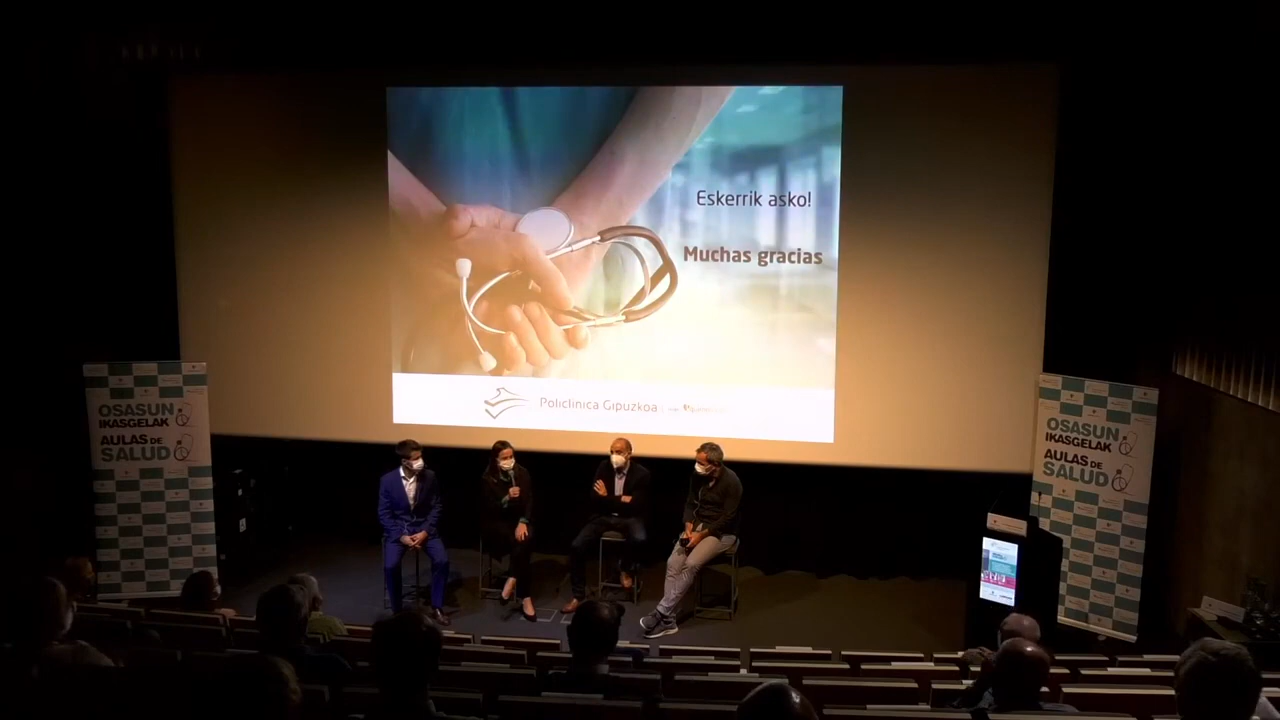 Eskerrik asko!
Muchas gracias
Policlínica Gipuzkoa
OSASUN
IKASGELAK
AULAS DE
SALUD
OSASUN
IKASGELAK
AULAS DE
SALUD